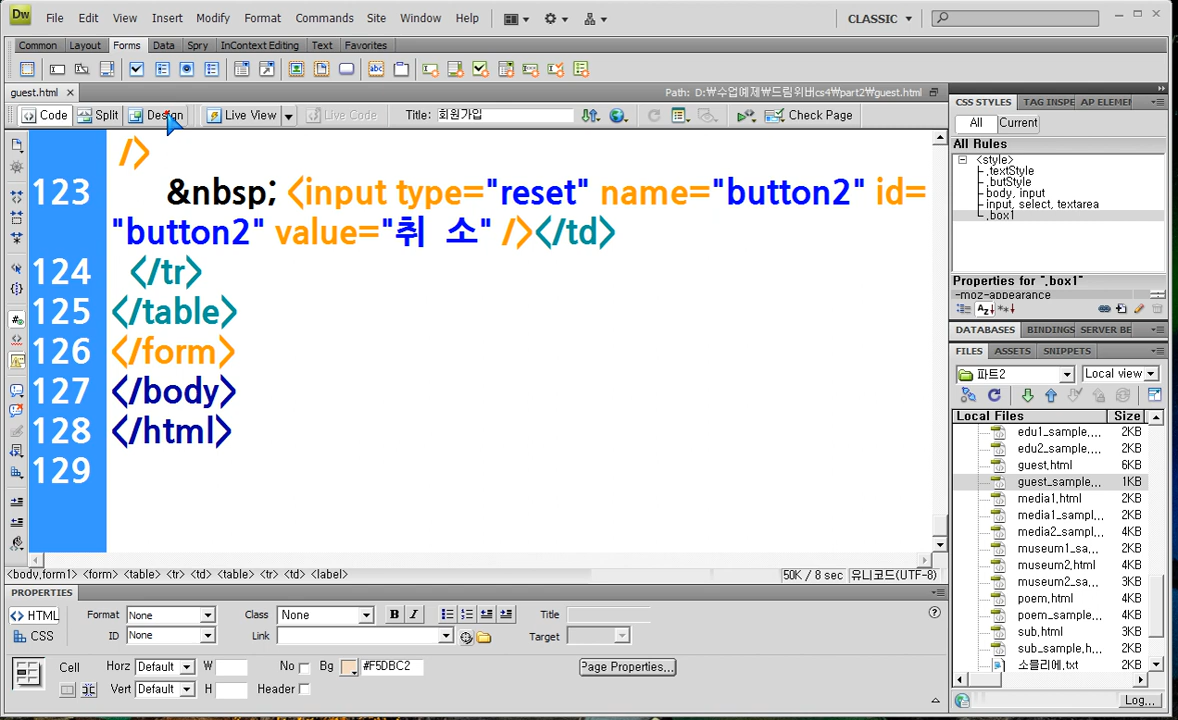 Dw File Edit View Insert Modify Format Commands Site Window Help CLASSIC
Common Layout Forms Data Spry InContext Editing Text Favorites
guest.html × Path: D:\수업예제\드림위버cs4\part2\guest.html
Code Split Design Live View Live Code Title: 회원가입 Check Page
/>
123 &nbsp; <input type="reset" name="button2" id=
"button2" value="취 소" /></td>
124 </tr>
125 </table>
126 </form>
127 </body>
128 </html>
129
<body,form1> <form> <table> <tr> <td> <table> <tr> <td> <label> 50K / 8 sec 유니코드(UTF-8)
PROPERTIES
<> HTML Format None Class None B I Title
CSS ID None Link Target
Cell Horz Default W No Bg #F5DBC2 Page Properties...
Vert Default H Header
CSS STYLES TAG INSPE AP ELEMEN
All Current
All Rules
<style>
.textStyle
.butStyle
body, input
input, select, textarea
.box1
Properties for ".box1"
-moz-appearance
DATABASES BINDINGS SERVER BE
FILES ASSETS SNIPPETS
파트2 Local view
Local Files Size
edu1_sample,... 2KB
edu2_sample,... 2KB
guest,html 6KB
guest_sample... 1KB
media1,html 2KB
media1_sampl,... 2KB
media2_sampl,... 4KB
museum1_sa... 2KB
museum2,html 4KB
museum2_sa... 3KB
poem,html 4KB
poem_sample... 4KB
sub,html 3KB
sub_sample,h... 2KB
소믈리에,txt 2KB
Log...